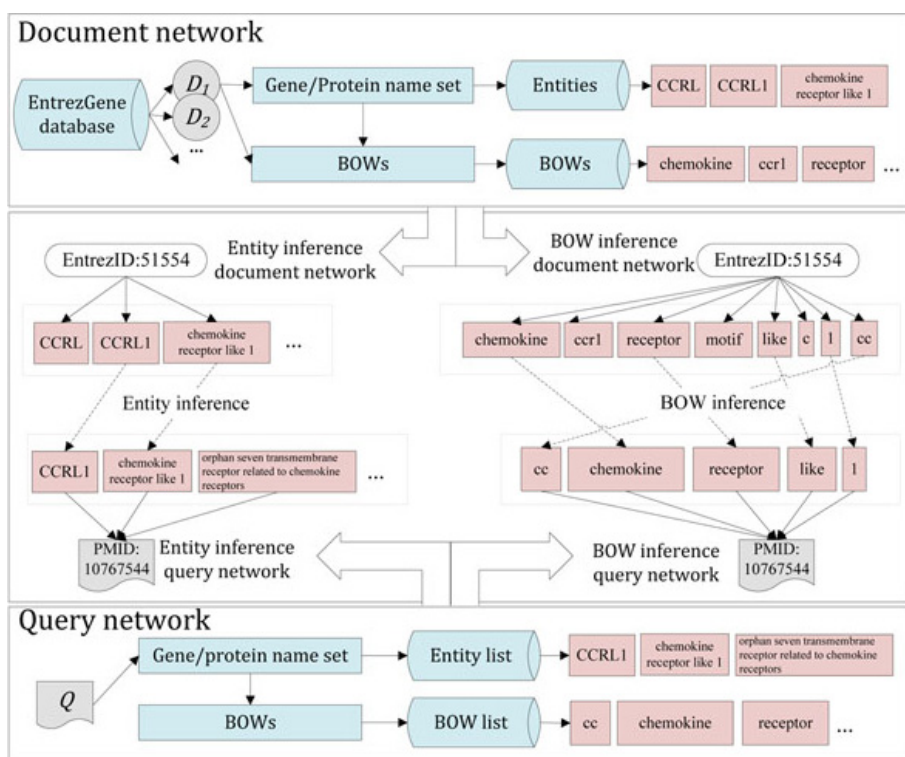 Document network
EntrezGene
database
D1
D2
...
Gene/Protein name set
Entities
CCRL
CCRL1
chemokine
receptor like 1
BOWs
BOWs
chemokine
ccr1
receptor
...
Entity inference
document network
BOW inference
document network
EntrezID:51554
CCRL
CCRL1
chemokine
receptor like 1
...
Entity inference
CCRL1
chemokine
receptor like 1
orphan seven transmembrane
receptor related to chemokine
receptors
...
PMID:
10767544
Entity inference
query network
EntrezID:51554
chemokine
ccr1
receptor
motif
like
c
1
cc
BOW inference
cc
chemokine
receptor
like
1
BOW inference
query network
PMID:
10767544
Query network
Q
Gene/protein name set
Entity list
CCRL1
chemokine
receptor like 1
orphan seven transmembrane
receptor related to chemokine
receptors
BOWs
BOW list
cc
chemokine
receptor
...